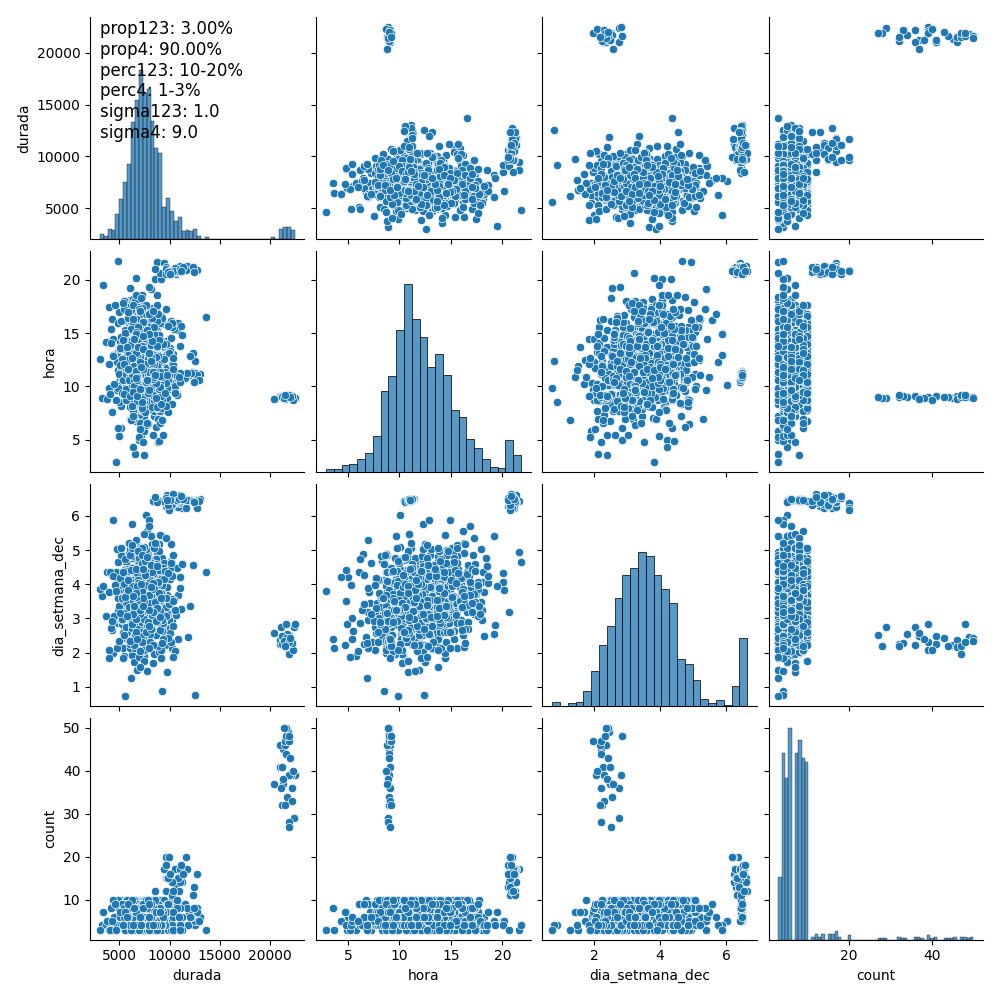 prop123: 3.00%
prop4: 90.00%
perc123: 10-20%
perc4: 1-3%
sigma123: 1.0
sigma4: 9.0
20000
15000
10000
5000
durada
20
15
10
5
hora
6
5
4
3
2
1
dia_setmana_dec
50
40
30
20
10
count
5000 10000 15000 20000
durada
5 10 15 20
hora
2 4 6
dia_setmana_dec
20 40
count